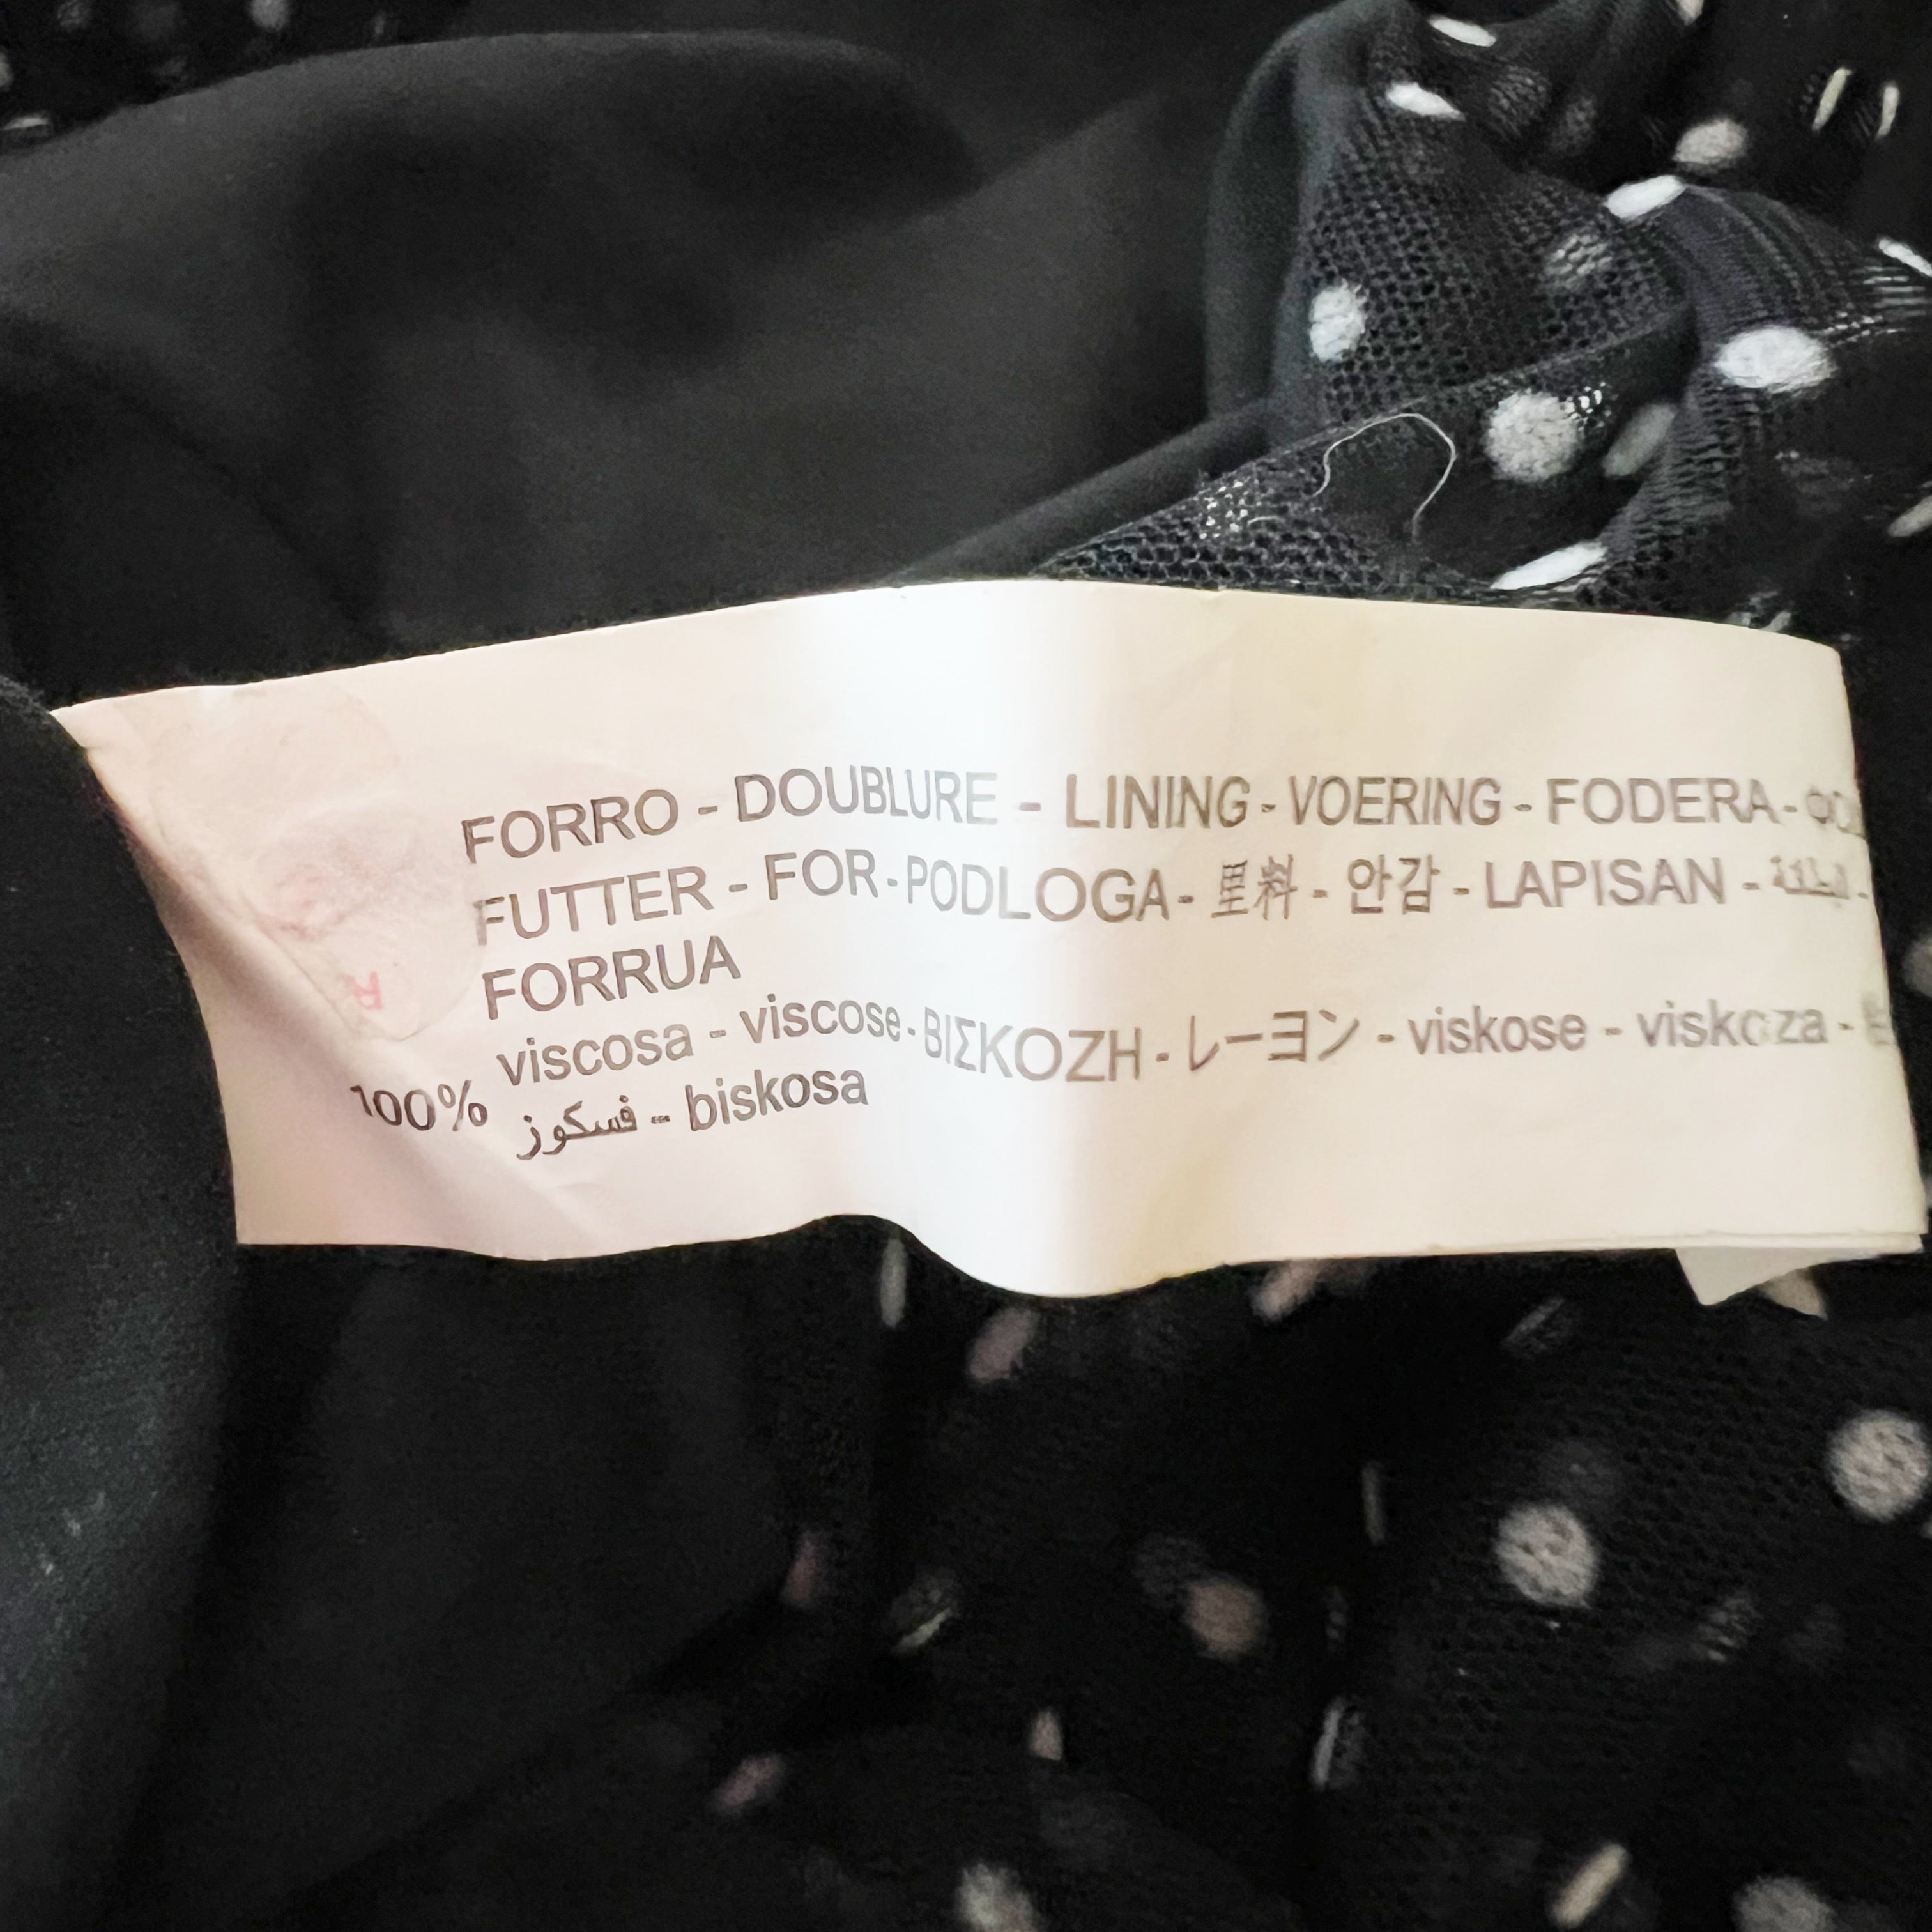 FORRO - DOUBLURE - LINING - VOERING - FODERA -
FUTTER - FOR - PODLOGA - 里料 - 안감 - LAPISAN -
FORRUA
100% viscosa - viscose - ΒΙΣΚΟΖΗ - レーヨン - viskose - viskoza -
فسكوز - biskosa
R